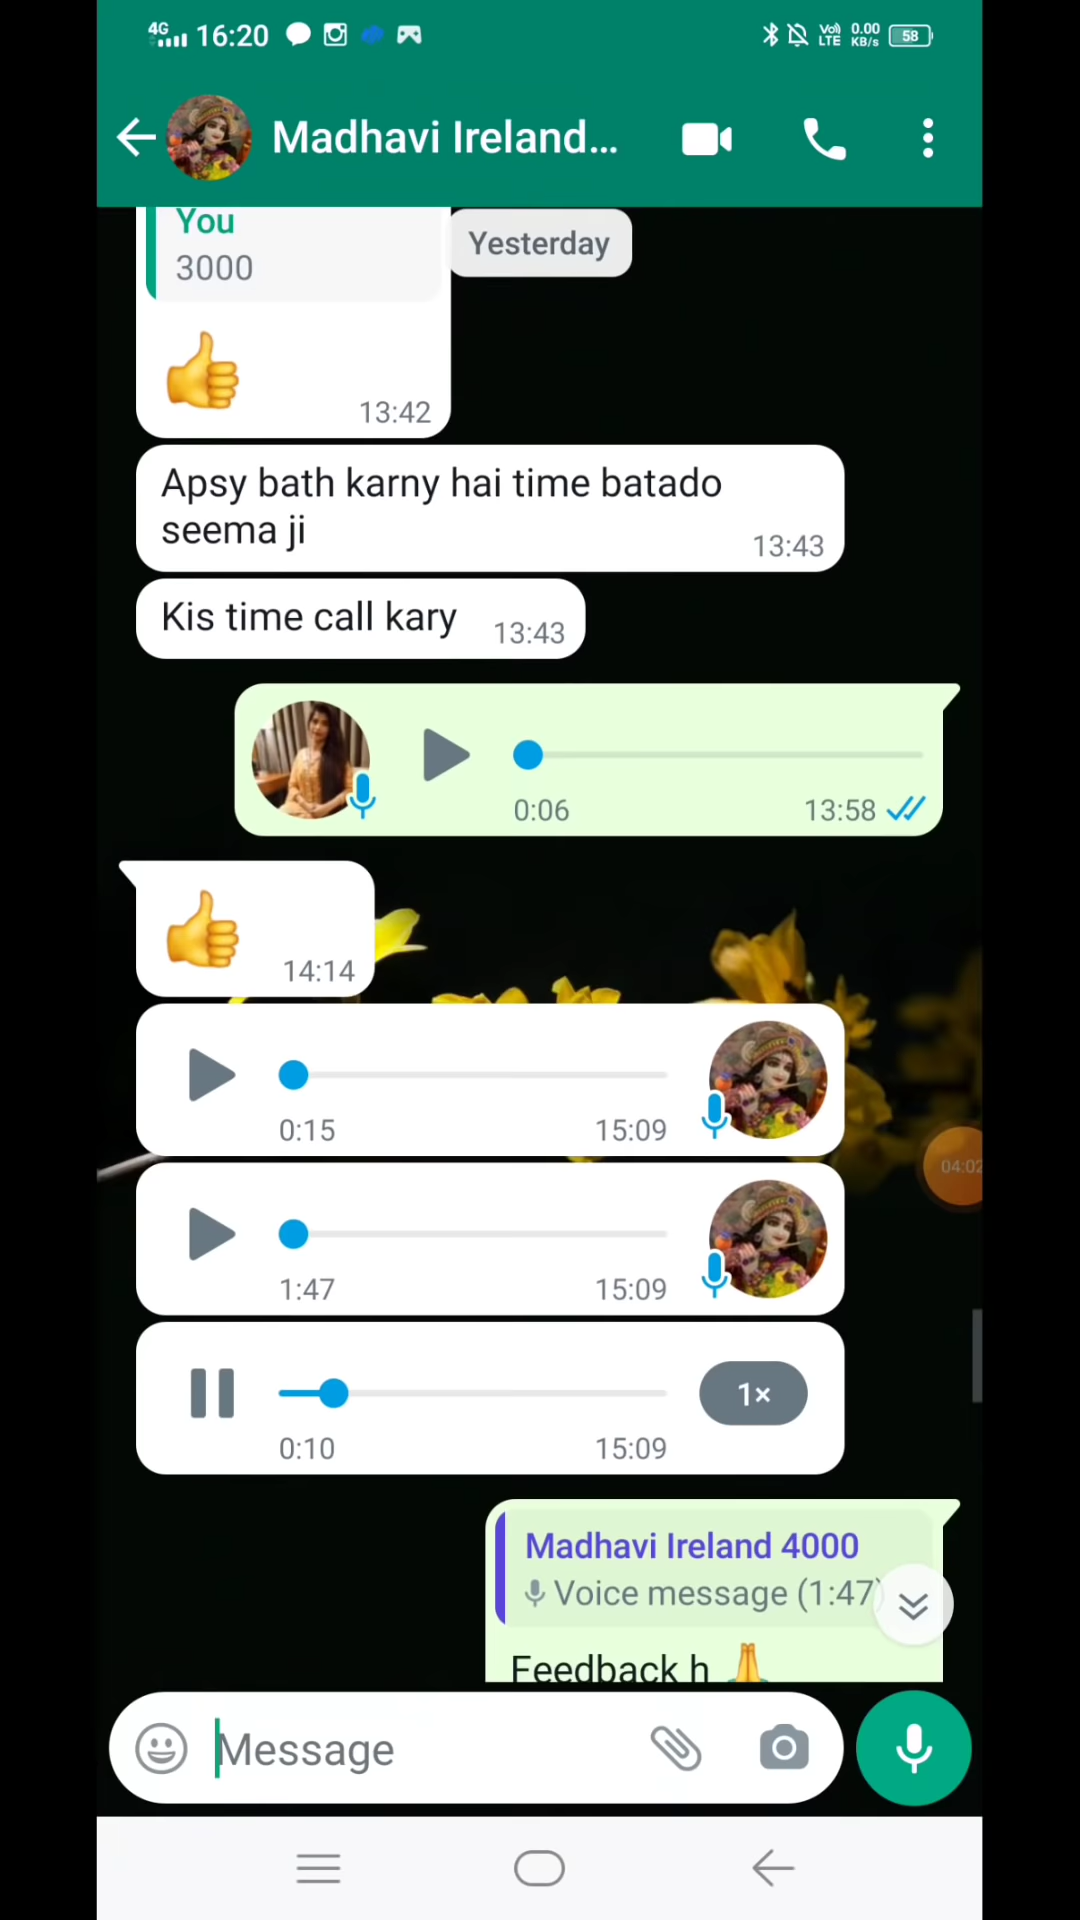 4G 16:20 Vo) LTE 0.00 KB/s 58
Madhavi Ireland...
You
3000
Yesterday
13:42
Apsy bath karny hai time batado
seema ji
13:43
Kis time call kary 13:43
0:06 13:58
14:14
0:15 15:09
04:02
1:47 15:09
1×
0:10 15:09
Madhavi Ireland 4000
Voice message (1:47)
Feedback h 🙏
Message